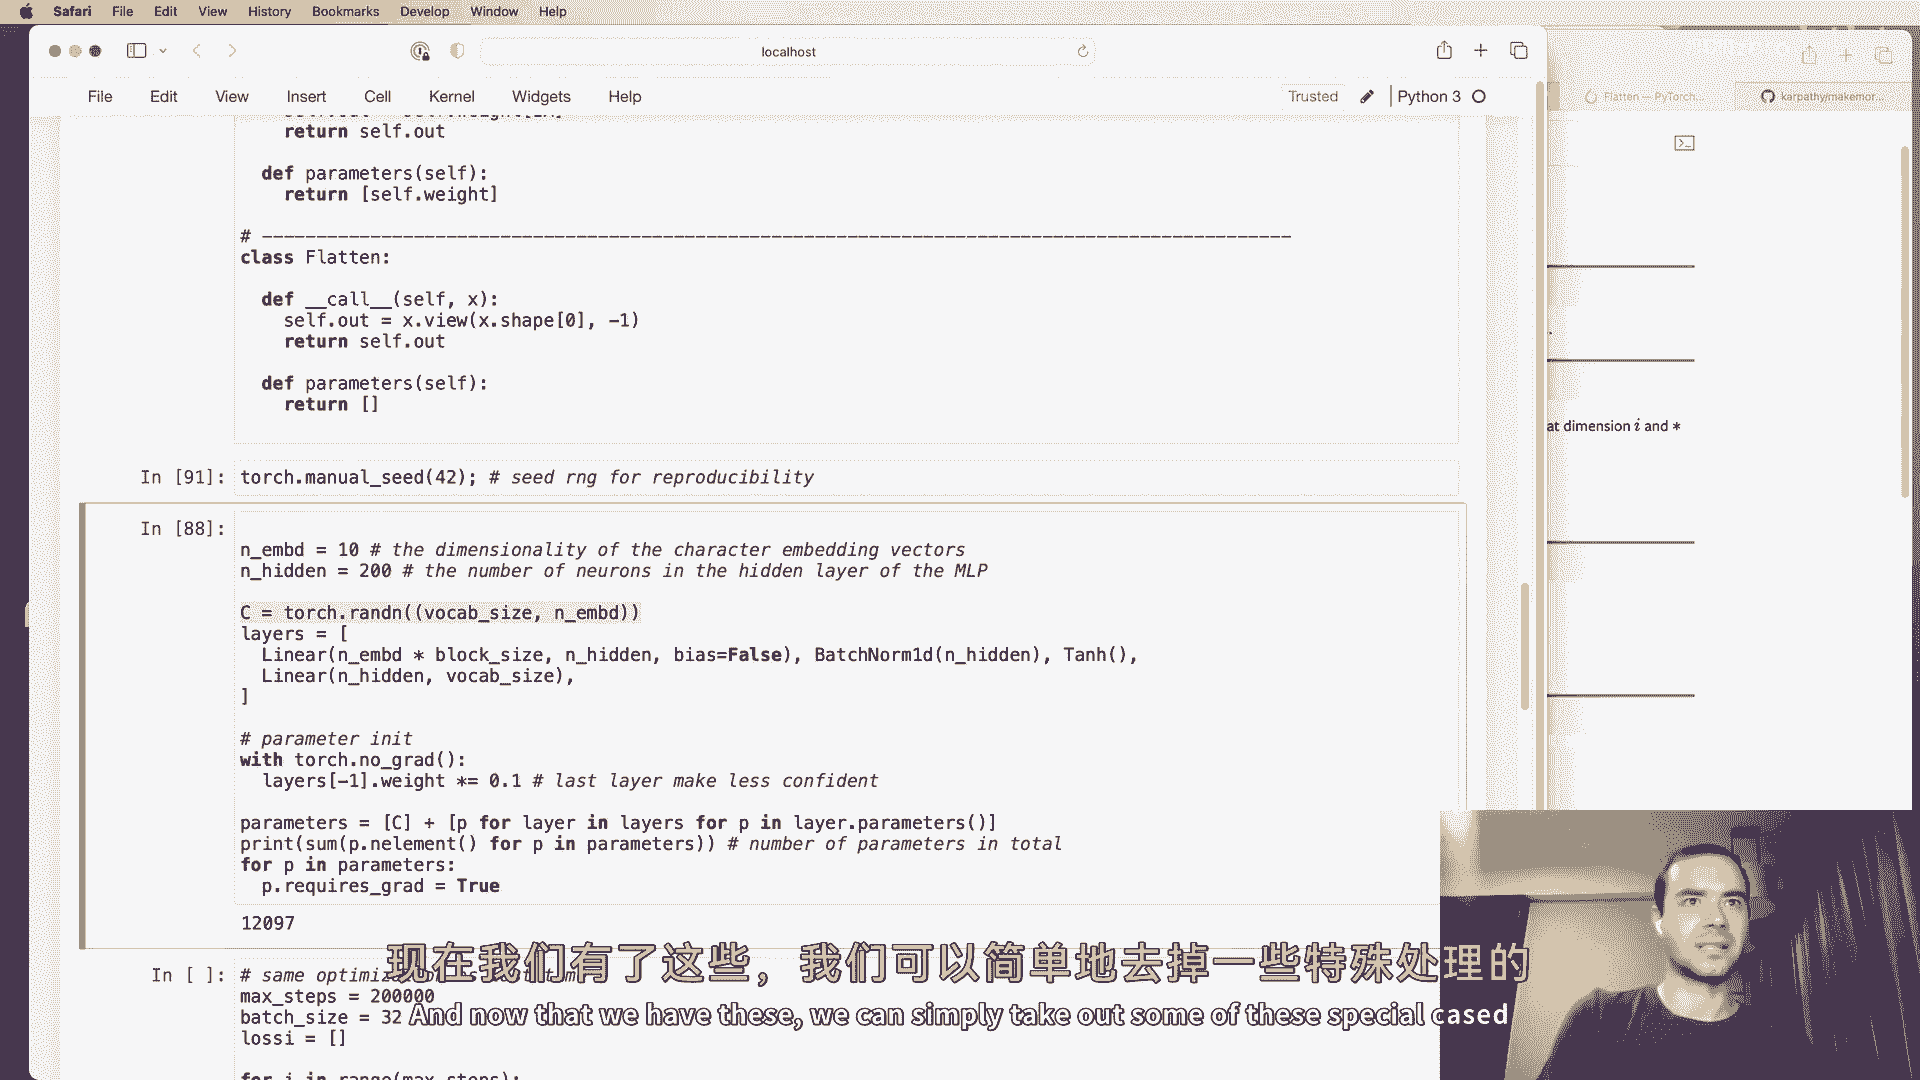 Safari File Edit View History Bookmarks Develop Window Help
localhost
File Edit View Insert Cell Kernel Widgets Help Trusted Python 3
Flatten — PyTorch...
karpathy/makemor...
return self.out
def parameters(self):
return [self.weight]
# -----------------------------------------------------------------------------------------------
class Flatten:
def __call__(self, x):
self.out = x.view(x.shape[0], -1)
return self.out
def parameters(self):
return []
at dimension i and *
In [91]: torch.manual_seed(42); # seed rng for reproducibility
In [88]:
n_embd = 10 # the dimensionality of the character embedding vectors
n_hidden = 200 # the number of neurons in the hidden layer of the MLP
C = torch.randn((vocab_size, n_embd))
layers = [
Linear(n_embd * block_size, n_hidden, bias=False), BatchNorm1d(n_hidden), Tanh(),
Linear(n_hidden, vocab_size),
]
# parameter init
with torch.no_grad():
layers[-1].weight *= 0.1 # last layer make less confident
parameters = [C] + [p for layer in layers for p in layer.parameters()]
print(sum(p.nelement() for p in parameters)) # number of parameters in total
for p in parameters:
p.requires_grad = True
12097
现在我们有了这些，我们可以简单地去掉一些特殊处理的
In [ ]: # same optimiz
max_steps = 200000
batch_size = 32
And now that we have these, we can simply take out some of these special cased
lossi = []
for i in range(max_steps):